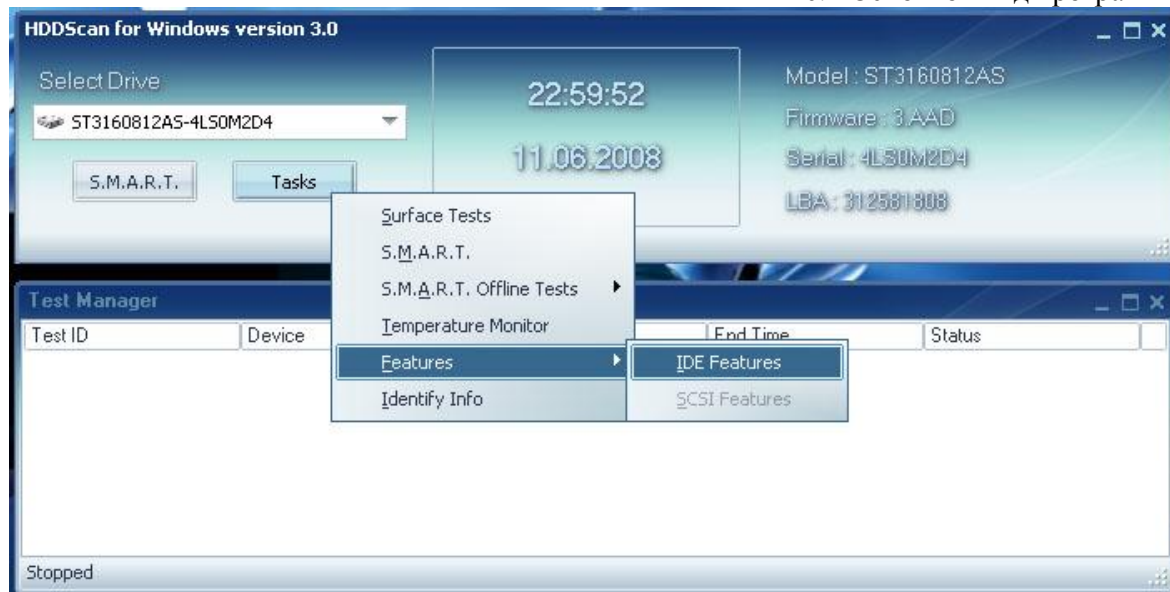 HDDScan for Windows version 3.0
Select Drive
ST3160812AS-4LS0M2D4
S.M.A.R.T.
Tasks
22:59:52
11.06.2008
Model : ST3160812AS
Firmware : 3.AAD
Serial : 4LS0M2D4
LBA : 312581808
Surface Tests
S.M.A.R.T.
S.M.A.R.T. Offline Tests
Temperature Monitor
Features
Identify Info
IDE Features
SCSI Features
Test Manager
Test ID
Device
End Time
Status
Stopped